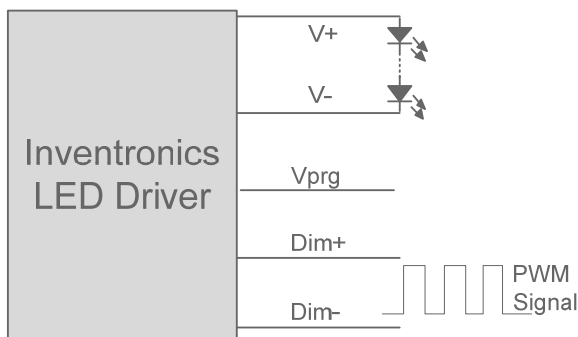 V+
V-
Inventronics
LED Driver
Vprg
Dim+
PWM
Signal
Dim-